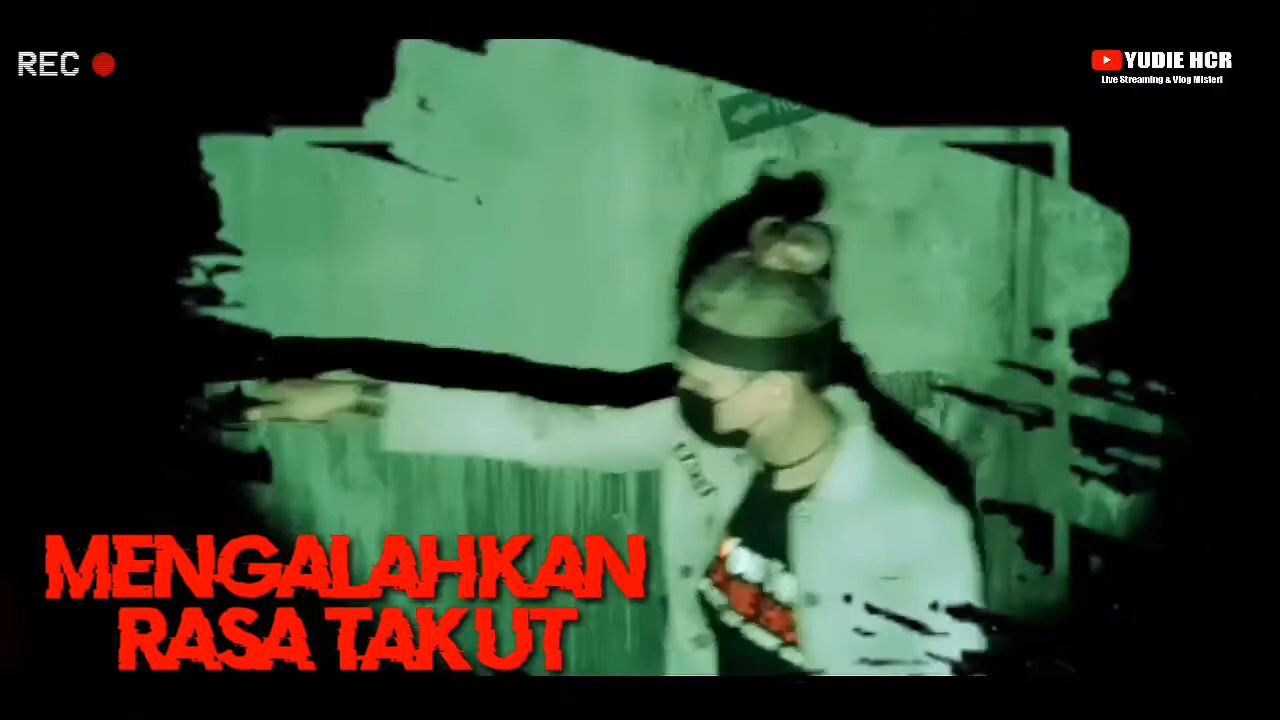 REC
YUDIE HCR
Live Streaming & Vlog Misteri
MENGALAHKAN
RASA TAKUT